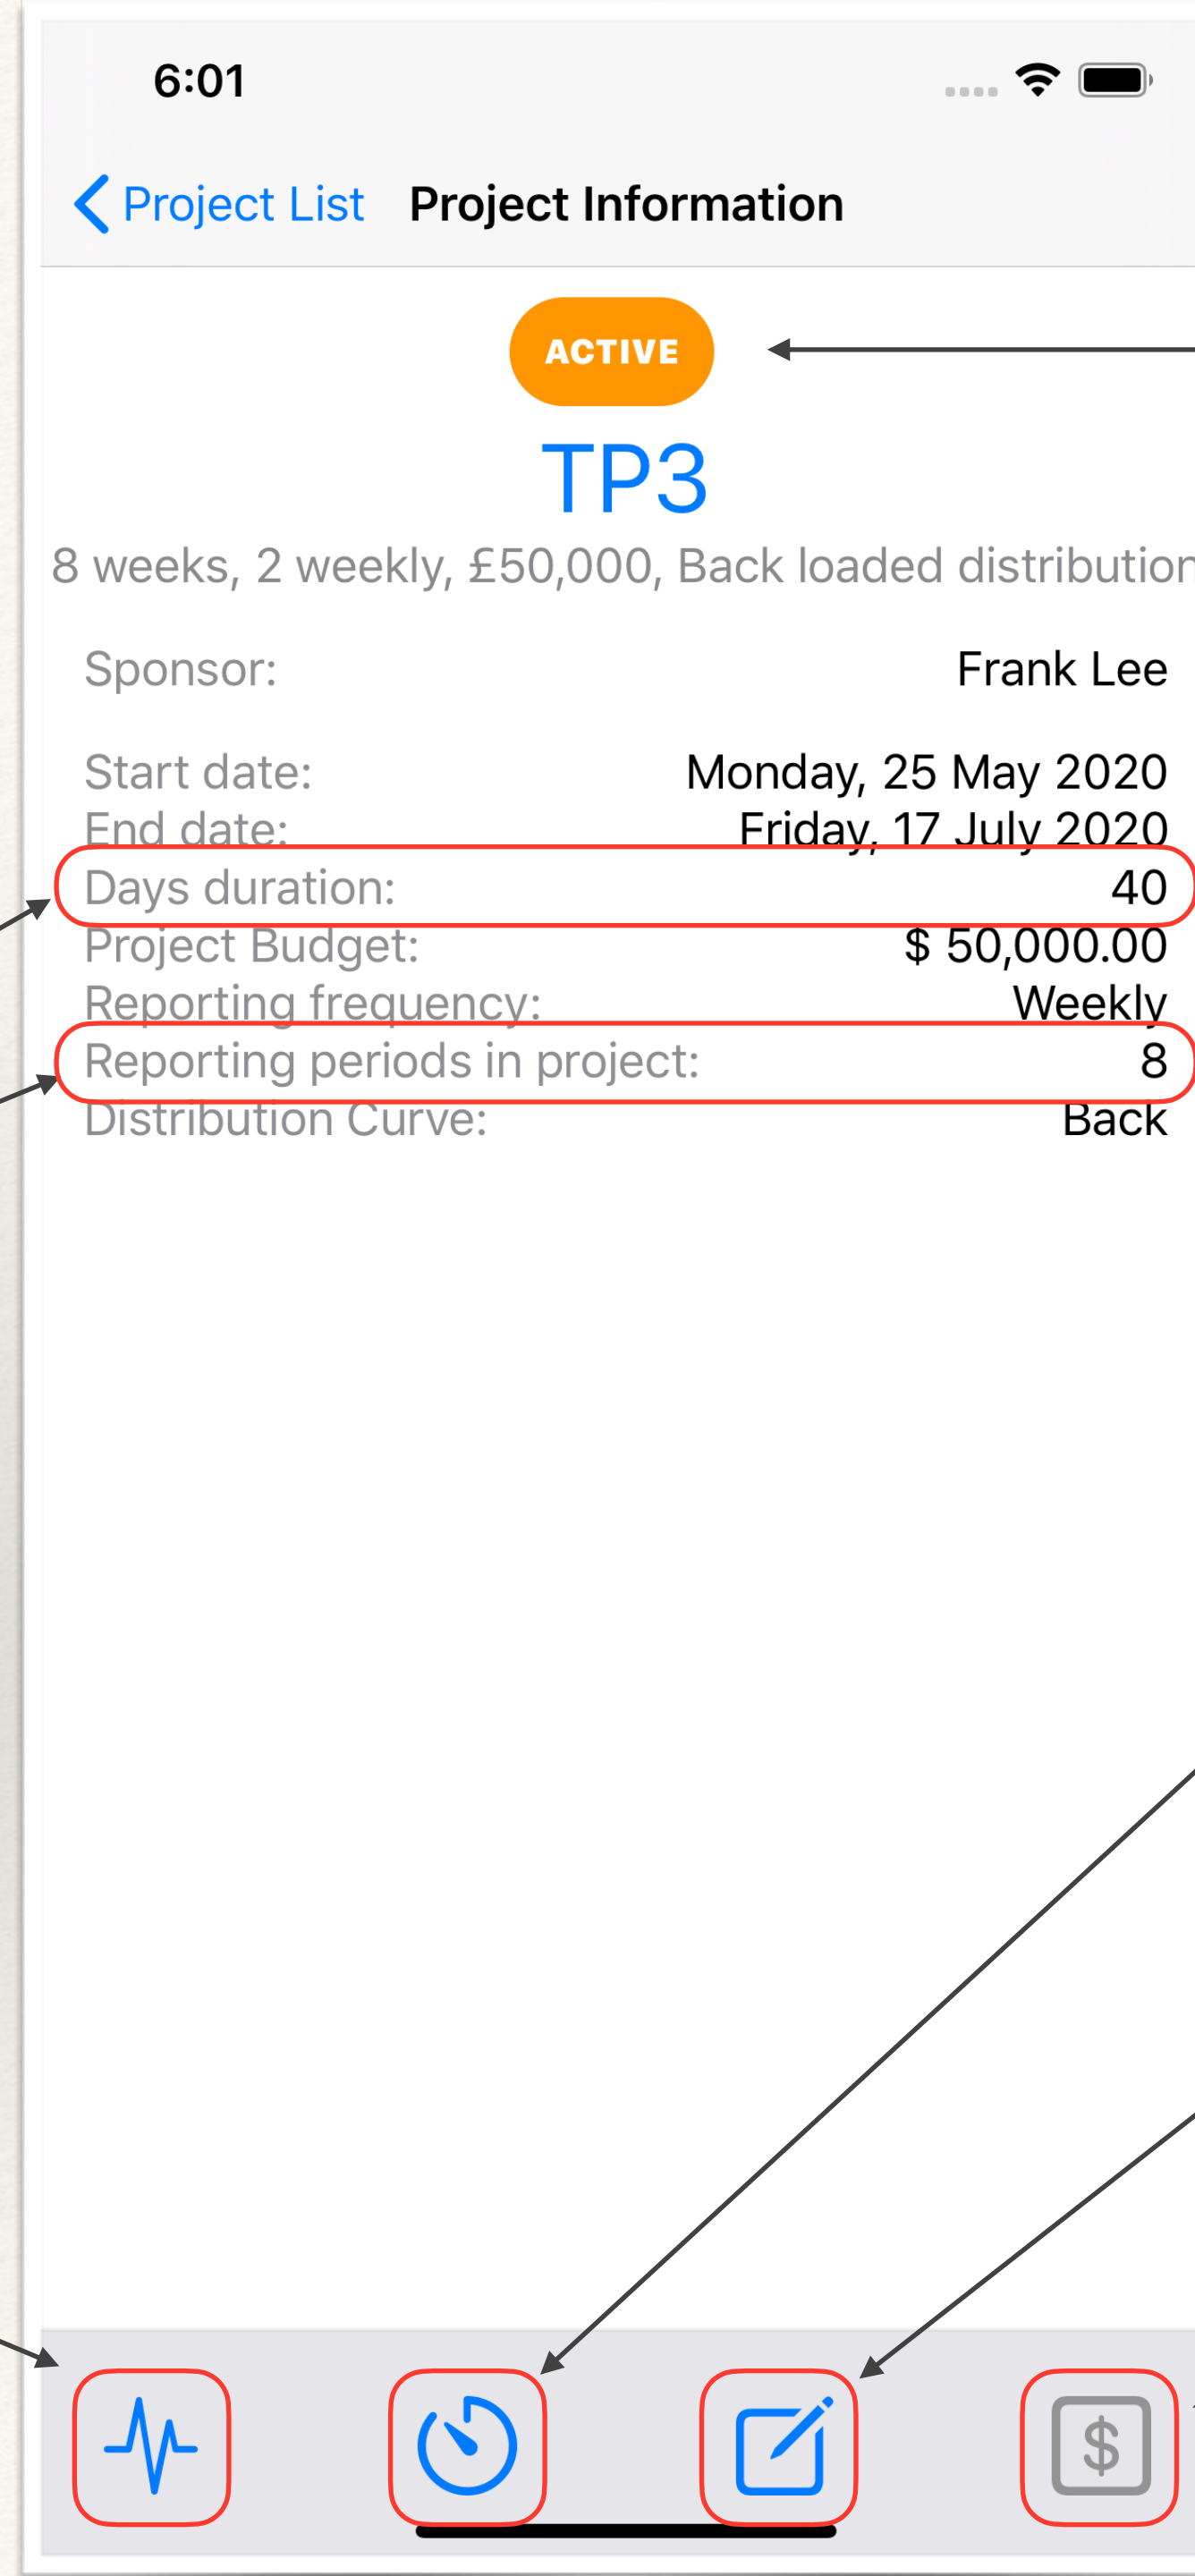 6:01
Project List Project Information
ACTIVE
TP3
8 weeks, 2 weekly, £50,000, Back loaded distribution
Sponsor: Frank Lee
Start date: Monday, 25 May 2020
End date: Friday, 17 July 2020
Days duration: 40
Project Budget: $ 50,000.00
Reporting frequency: Weekly
Reporting periods in project: 8
Distribution Curve: Back
$